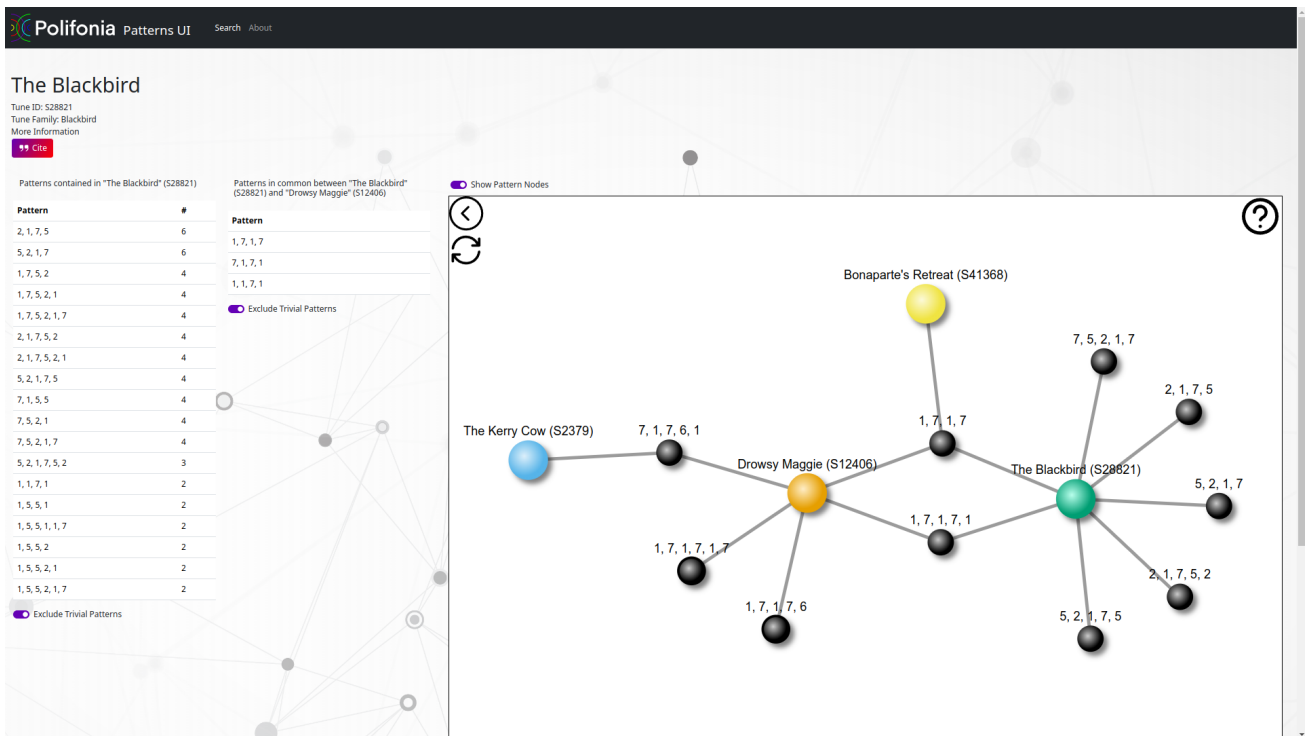 Polifonia Patterns UI Search About
The Blackbird
Tune ID: S28821
Tune Family: Blackbird
More Information
Cite
Patterns contained in "The Blackbird" (S28821)
Pattern #
2, 1, 7, 5 6
5, 2, 1, 7 6
1, 7, 5, 2 4
1, 7, 5, 2, 1 4
1, 7, 5, 2, 1, 7 4
2, 1, 7, 5, 2 4
2, 1, 7, 5, 2, 1 4
5, 2, 1, 7, 5 4
7, 1, 5, 5 4
7, 5, 2, 1 4
7, 5, 2, 1, 7 4
5, 2, 1, 7, 5, 2 3
1, 1, 7, 1 2
1, 5, 5, 1 2
1, 5, 5, 1, 1, 7 2
1, 5, 5, 2 2
1, 5, 5, 2, 1 2
1, 5, 5, 2, 1, 7 2
Exclude Trivial Patterns
Patterns in common between "The Blackbird"
(S28821) and "Drowsy Maggie" (S12406)
Pattern
1, 7, 1, 7
7, 1, 7, 1
1, 1, 7, 1
Exclude Trivial Patterns
Show Pattern Nodes
?
Bonaparte's Retreat (S41368)
7, 5, 2, 1, 7
2, 1, 7, 5
1, 7, 1, 7
The Kerry Cow (S2379)
7, 1, 7, 6, 1
Drowsy Maggie (S12406)
The Blackbird (S28821)
5, 2, 1, 7
1, 7, 1, 7, 1
1, 7, 1, 7, 1, 7
2, 1, 7, 5, 2
1, 7, 1, 7, 6
5, 2, 1, 7, 5